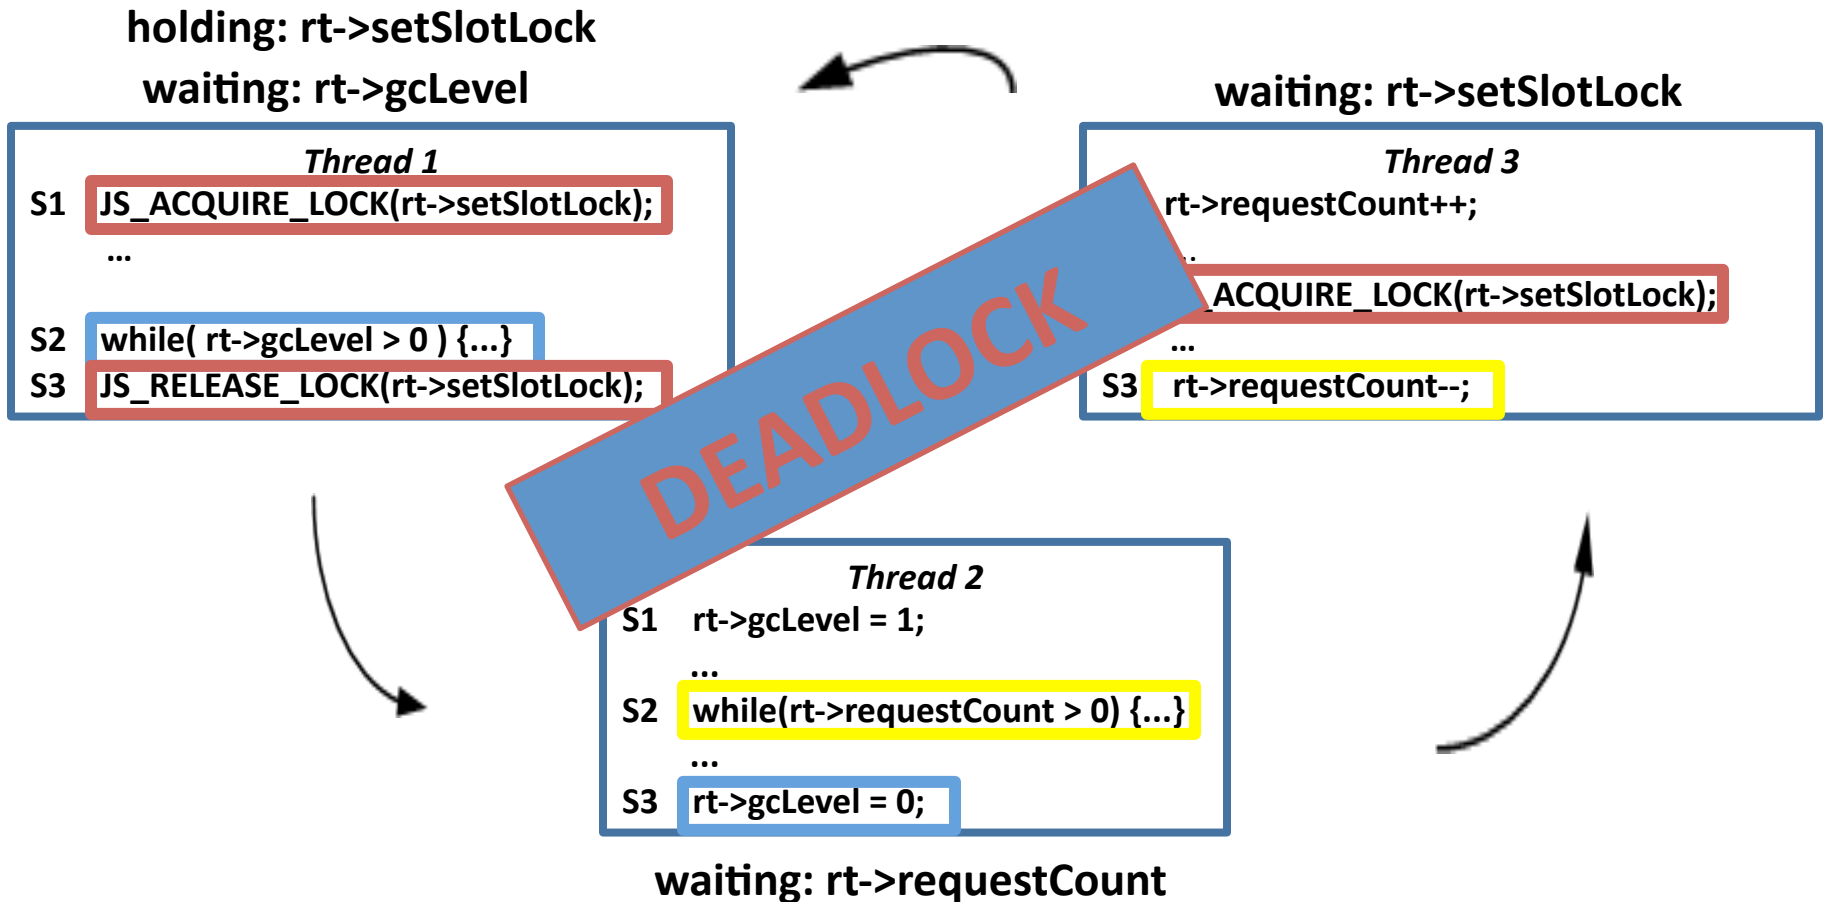 holding: rt->setSlotLock
waiting: rt->gcLevel
Thread 1
S1 JS_ACQUIRE_LOCK(rt->setSlotLock);
...
S2 while( rt->gcLevel > 0 ) {...}
S3 JS_RELEASE_LOCK(rt->setSlotLock);
waiting: rt->setSlotLock
Thread 3
rt->requestCount++;
..
_ACQUIRE_LOCK(rt->setSlotLock);
...
S3 rt->requestCount--;
DEADLOCK
Thread 2
S1 rt->gcLevel = 1;
...
S2 while(rt->requestCount > 0) {...}
...
S3 rt->gcLevel = 0;
waiting: rt->requestCount